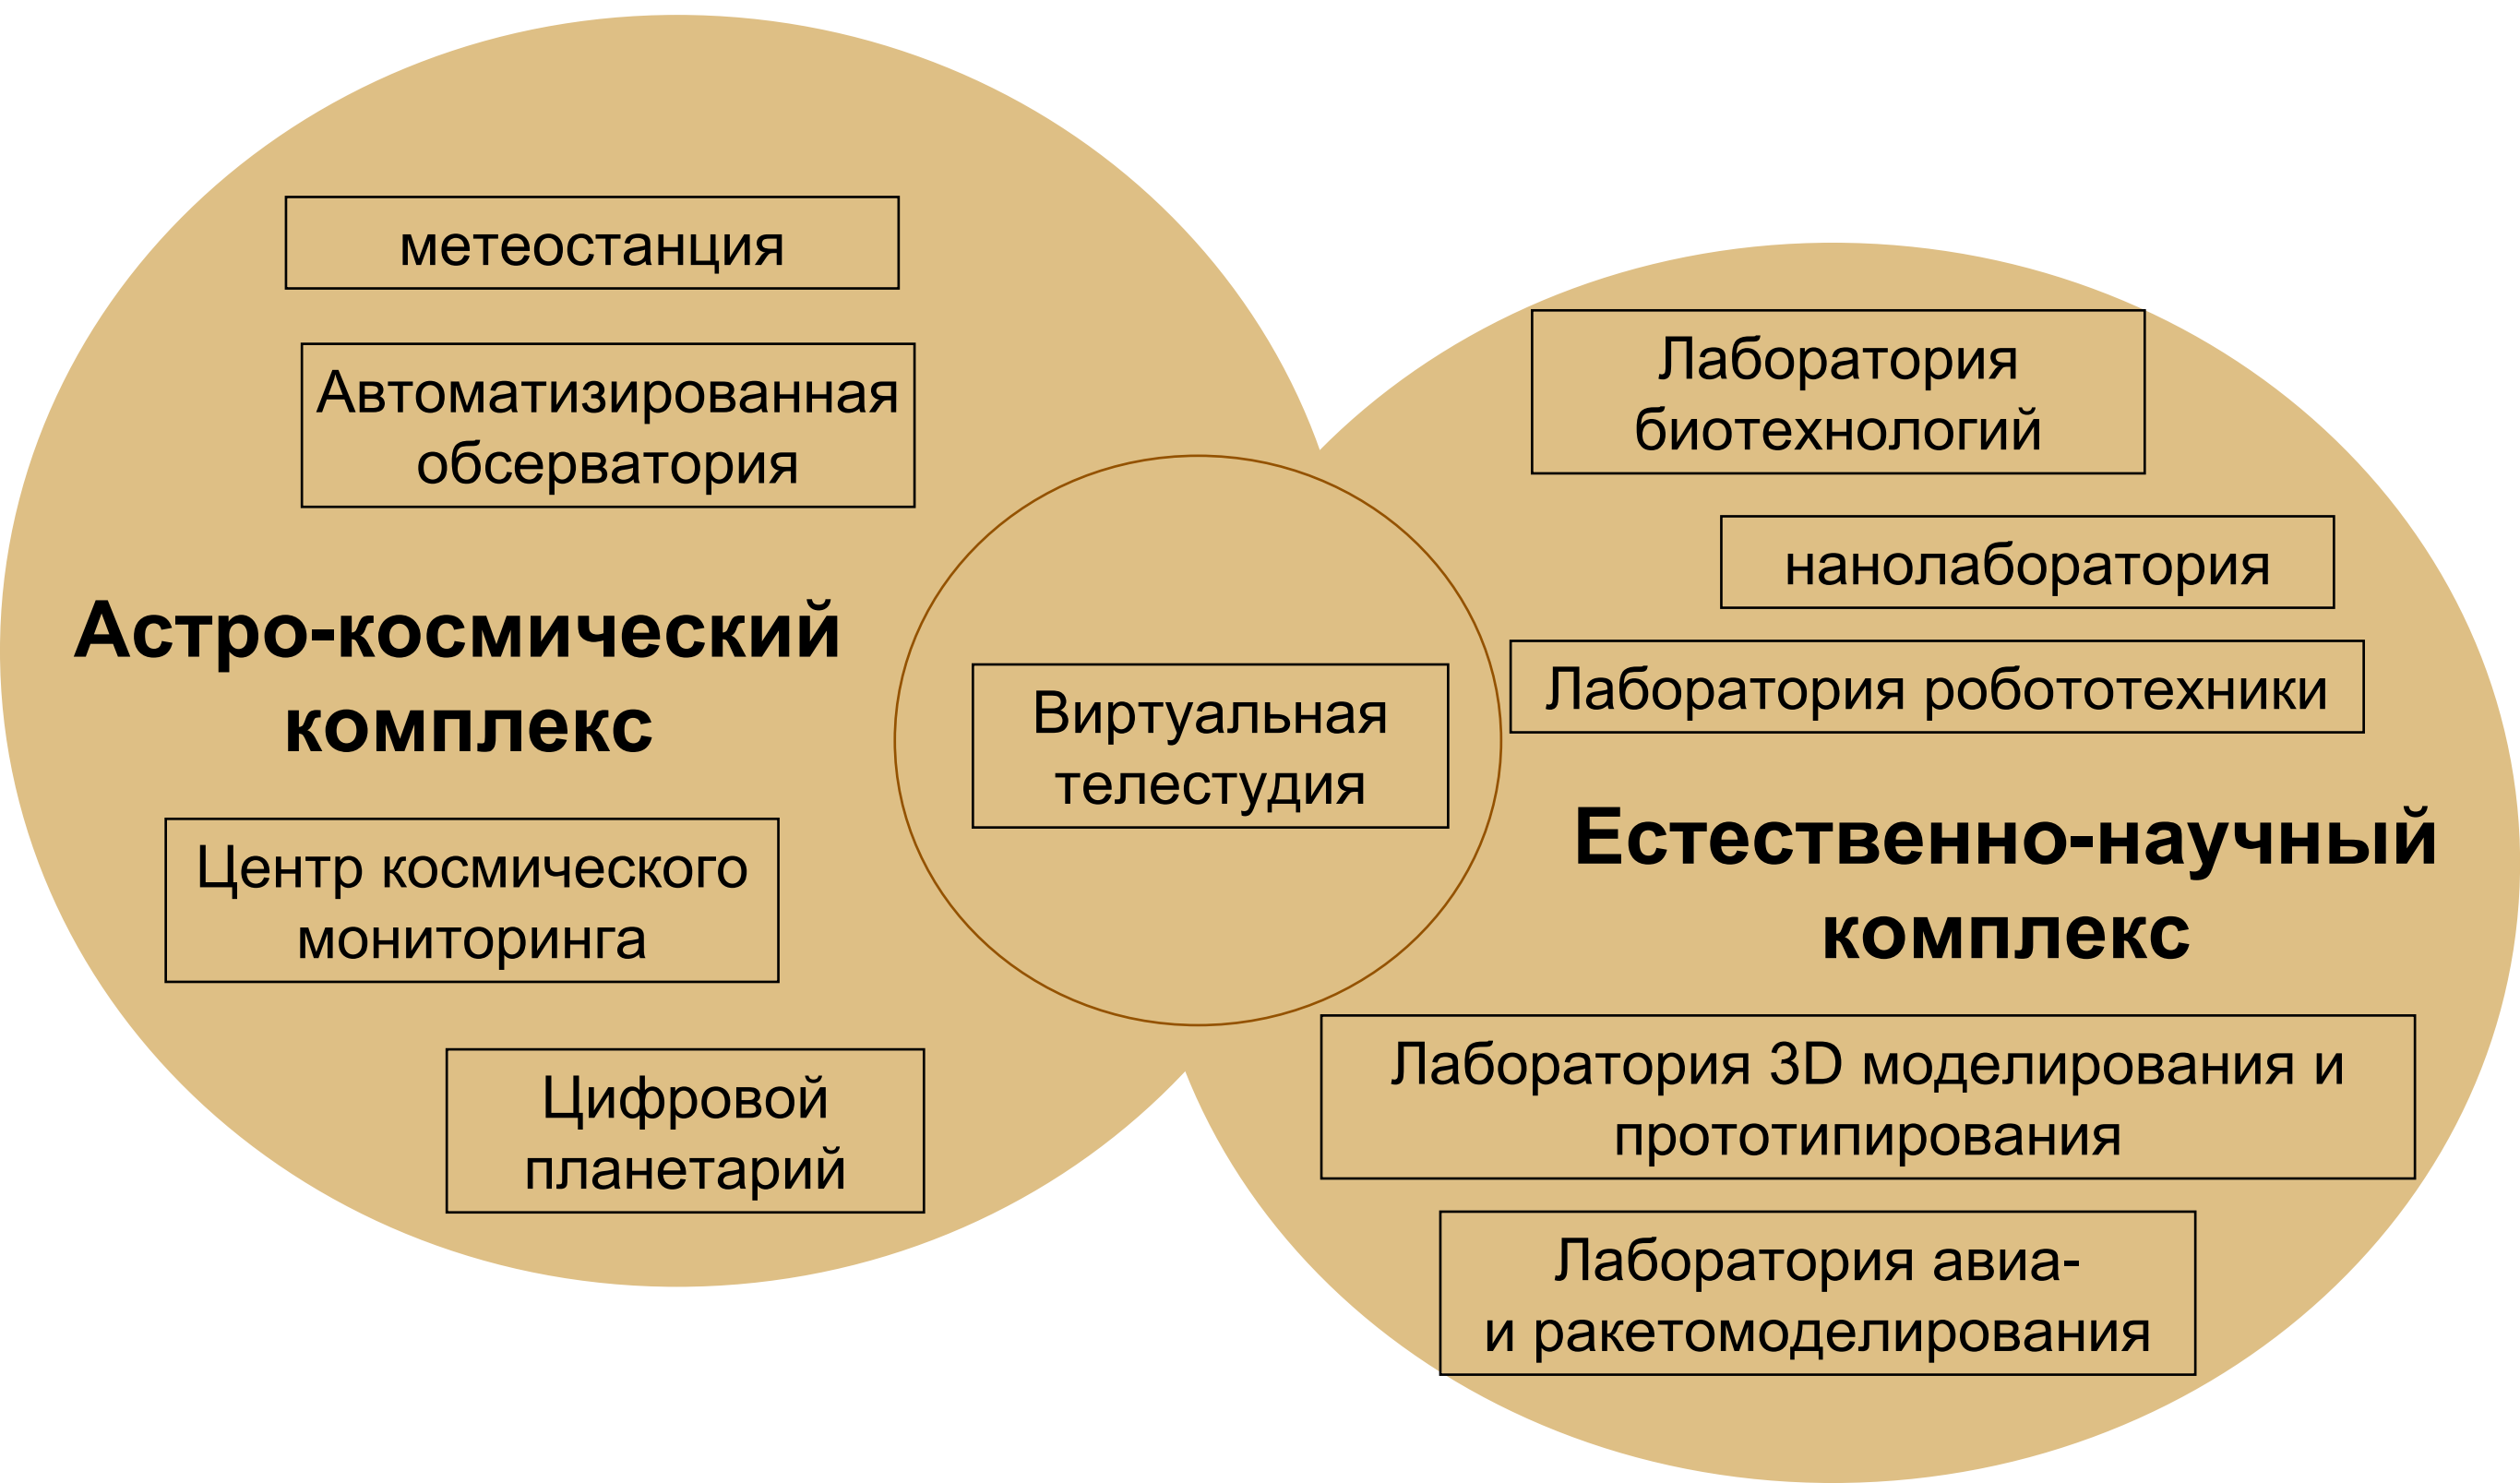 метеостанция
Автоматизированная
обсерватория
Астро-космический
комплекс
Центр космического
мониторинга
Цифровой
планетарий
Виртуальная
телестудия
Лаборатория
биотехнологий
нанолаборатория
Лаборатория робототехники
Естественно-научный
комплекс
Лаборатория 3D моделирования и
прототипирования
Лаборатория авиа-
и ракетомоделирования